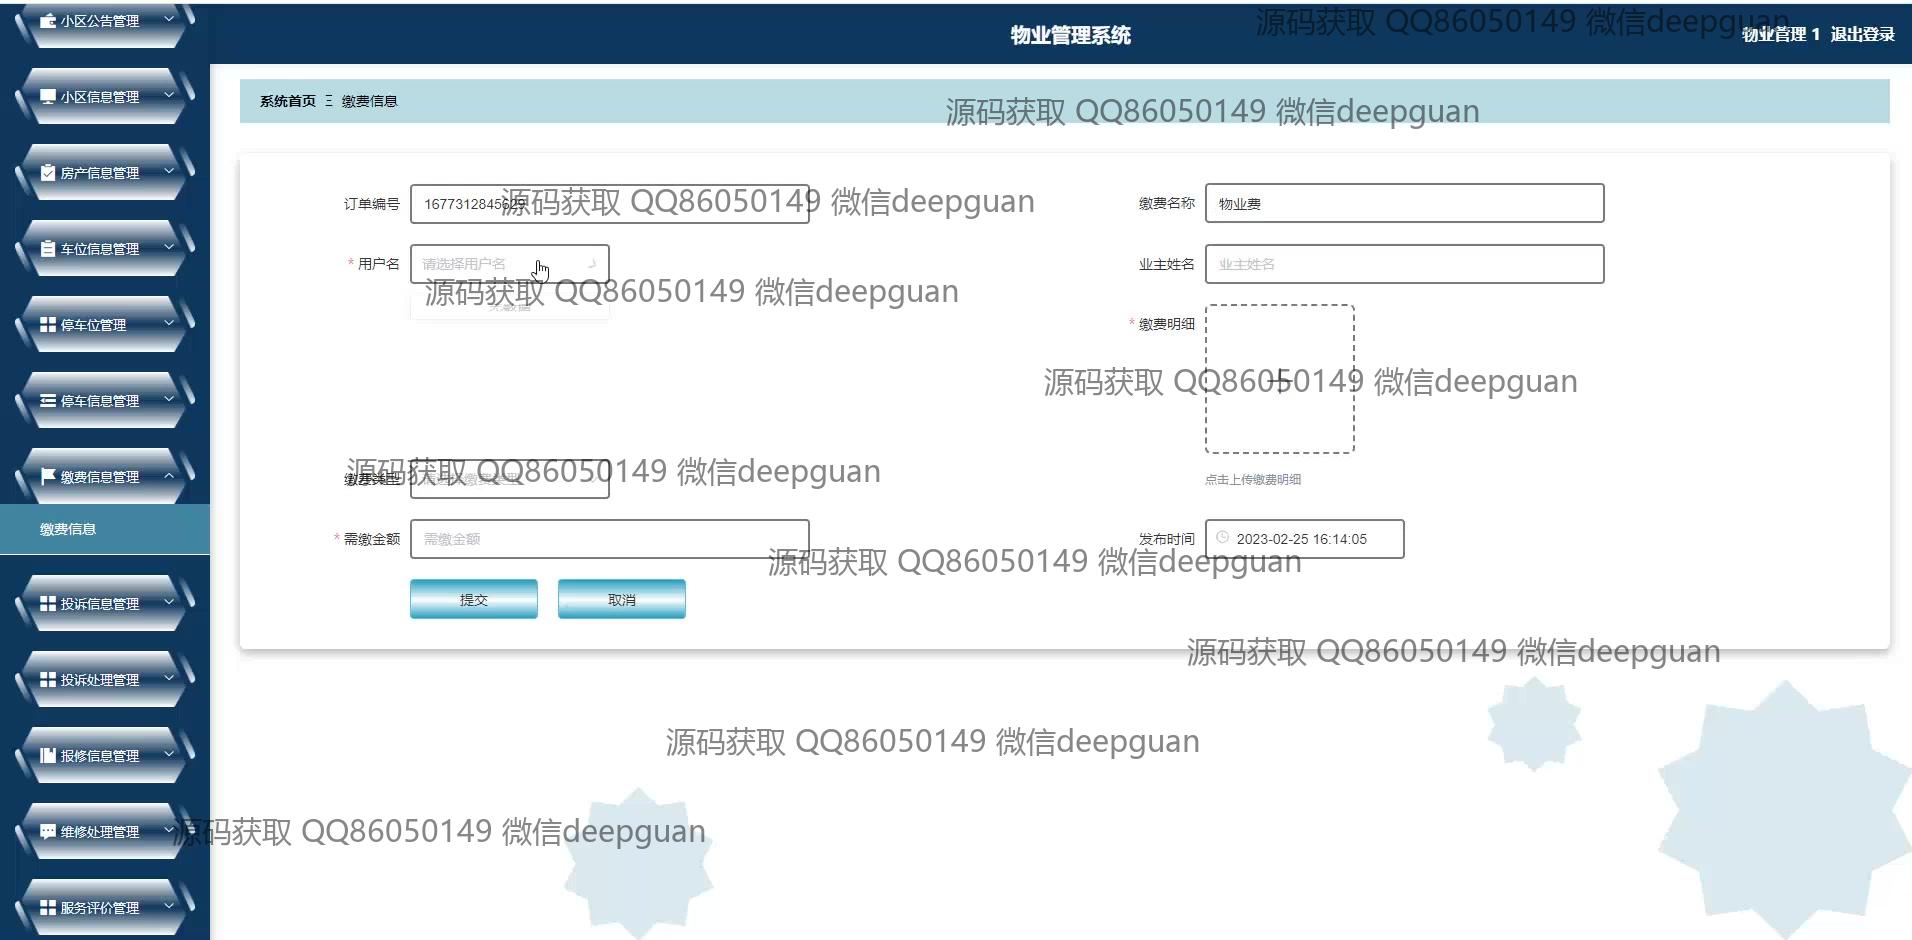 小区公告管理
物业管理系统
源码获取 QQ86050149 微信deepguan
物业管理 1 退出登录
小区信息管理
系统首页 Ξ 缴费信息
源码获取 QQ86050149 微信deepguan
房产信息管理
订单编号 1677312845629
源码获取 QQ86050149 微信deepguan
缴费名称 物业费
车位信息管理
* 用户名 请选择用户名
业主姓名 业主姓名
源码获取 QQ86050149 微信deepguan
无数据
停车位管理
* 缴费明细
源码获取 QQ86050149 微信deepguan
停车信息管理
缴费信息管理
缴费类型 请选择缴费类型
源码获取 QQ86050149 微信deepguan
点击上传缴费明细
缴费信息
* 需缴金额 需缴金额
发布时间 2023-02-25 16:14:05
源码获取 QQ86050149 微信deepguan
投诉信息管理
提交 取消
源码获取 QQ86050149 微信deepguan
投诉处理管理
源码获取 QQ86050149 微信deepguan
报修信息管理
维修处理管理
源码获取 QQ86050149 微信deepguan
服务评价管理